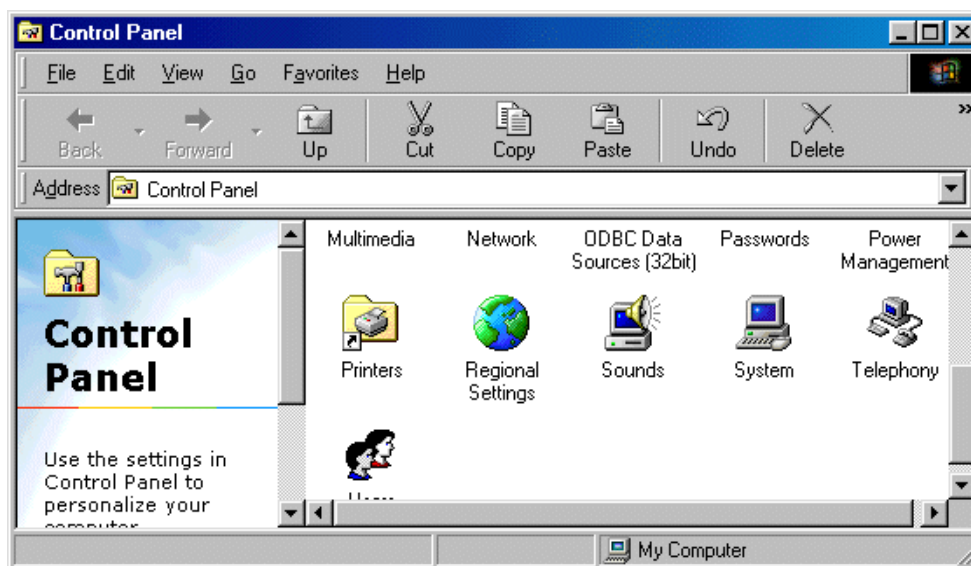 Control Panel
File Edit View Go Favorites Help
Back Forward Up Cut Copy Paste Undo Delete »
Address Control Panel
Control
Panel
Use the settings in
Control Panel to
personalize your
Multimedia Network ODBC Data Passwords Power
Sources (32bit) Management
Printers Regional Sounds System Telephony
Settings
My Computer